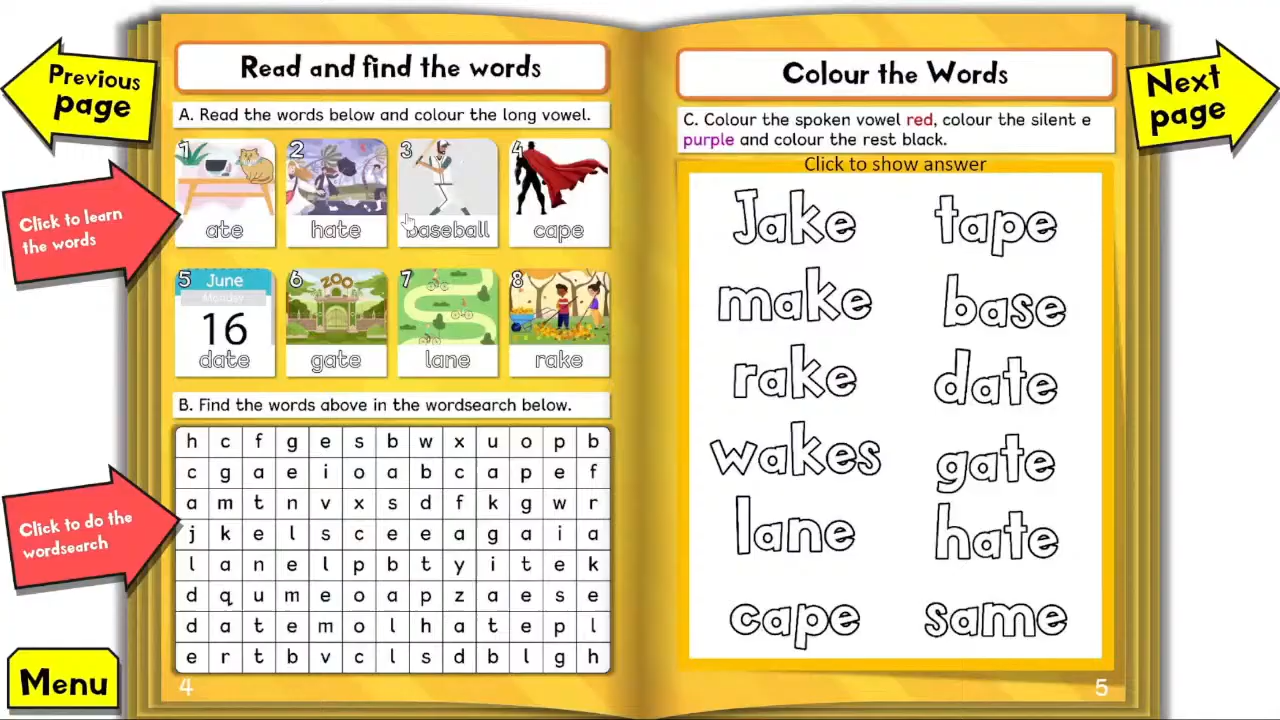 Previous
page
Click to learn
the words
Click to do the
wordsearch
Menu
Read and find the words
A. Read the words below and colour the long vowel.
1 2 3 4
ate hate baseball cape
5 6 7 8
June
Monday
16
ZOO
date gate lane rake
B. Find the words above in the wordsearch below.
h c f g e s b w x u o p b
c g a e i o a b c a p e f
a m t n v x s d f k g w r
j k e l s c e e a g a i a
l a n e l p b t y i t e k
d q u m e o a p z a e s e
d a t e m o l h a t e p l
e r t b v c l s d b l g h
4
Colour the Words
C. Colour the spoken vowel red, colour the silent e
purple and colour the rest black.
Click to show answer
Jake tape
make base
rake date
wakes gate
lane hate
cape same
5
Next
page